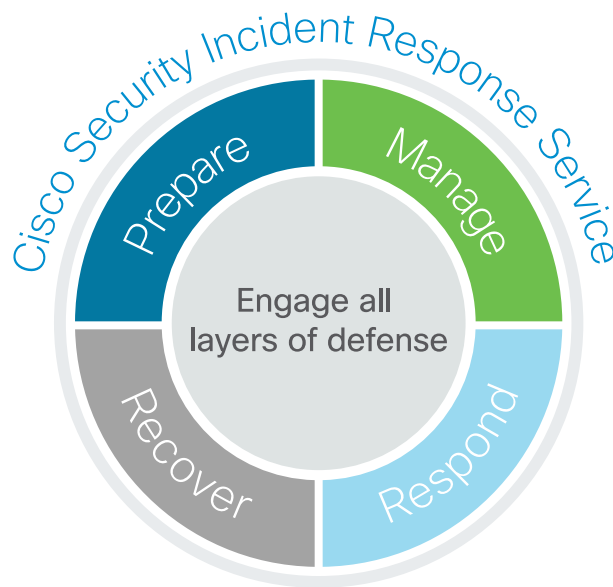 Cisco Security Incident Response Service
Prepare
Manage
Engage all
layers of defense
Recover
Respond